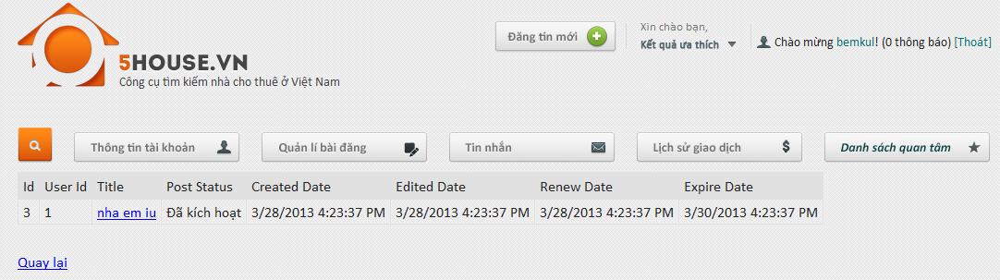 Đăng tin mới
Xin chào bạn,
Kết quả ưa thích
Chào mừng bemkul! (0 thông báo) [Thoát]
5HOUSE.VN
Công cụ tìm kiếm nhà cho thuê ở Việt Nam
Thông tin tài khoản
Quản lí bài đăng
Tin nhắn
Lịch sử giao dịch
$
Danh sách quan tâm
Id User Id Title Post Status Created Date Edited Date Renew Date Expire Date
3 1 nha em iu Đã kích hoạt 3/28/2013 4:23:37 PM 3/28/2013 4:23:37 PM 3/28/2013 4:23:37 PM 3/30/2013 4:23:37 PM
Quay lại